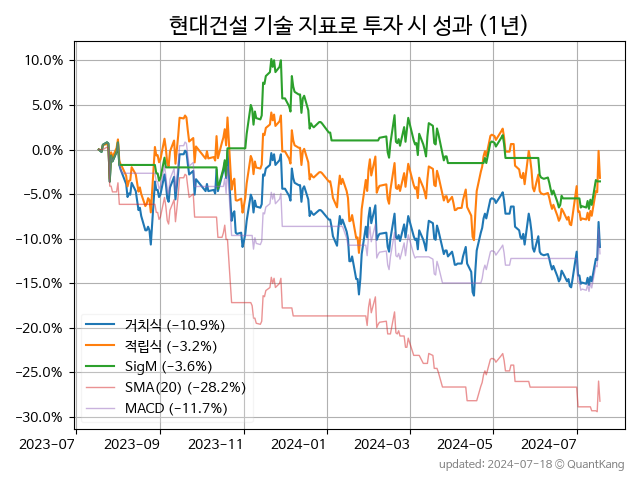 현대건설 기술 지표로 투자 시 성과 (1년)
10.0%
5.0%
0.0%
−5.0%
−10.0%
−15.0%
−20.0%
−25.0%
−30.0%
거치식 (−10.9%)
적립식 (−3.2%)
SigM (−3.6%)
SMA(20) (−28.2%)
MACD (−11.7%)
2023-07 2023-09 2023-11 2024-01 2024-03 2024-05 2024-07
updated: 2024-07-18 © QuantKang